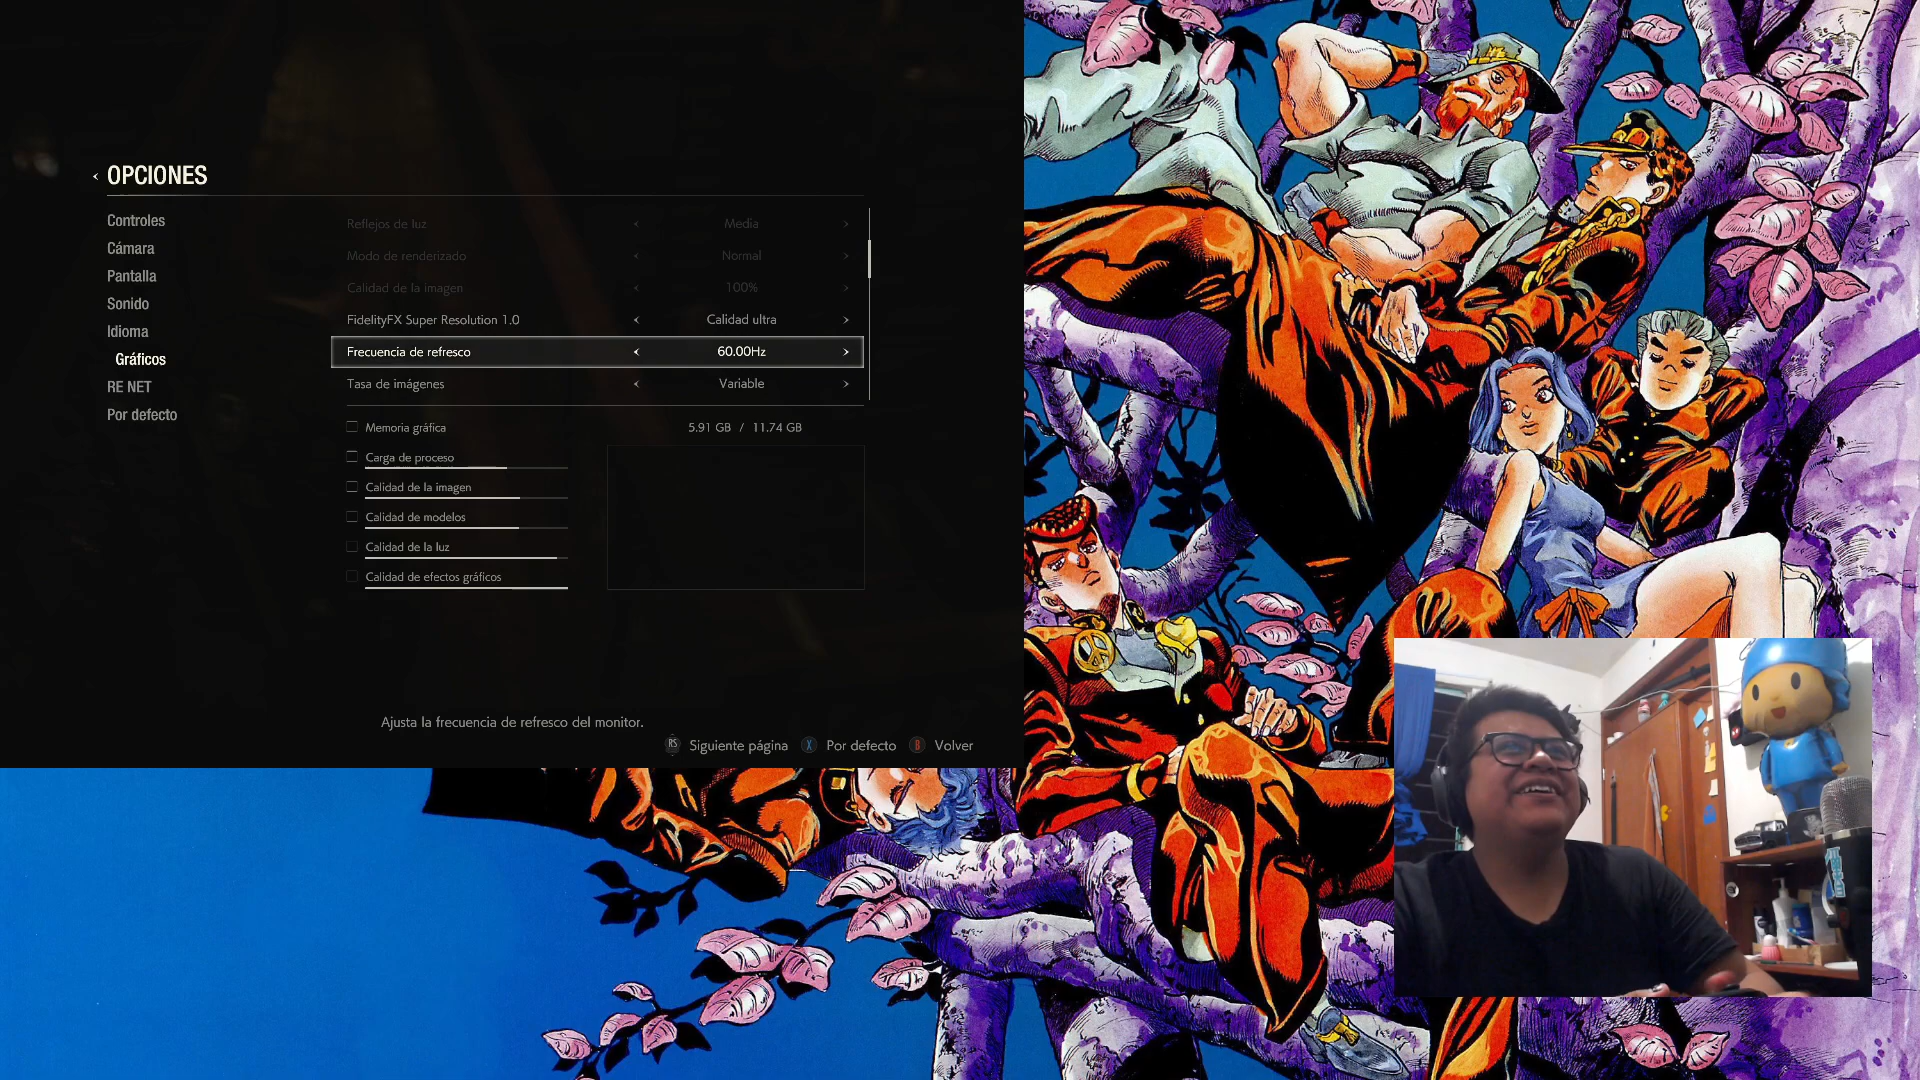 OPCIONES
Controles
Cámara
Pantalla
Sonido
Idioma
Gráficos
RE NET
Por defecto
Reflejos de luz Media
Modo de renderizado Normal
Calidad de la imagen 100%
FidelityFX Super Resolution 1.0 Calidad ultra
Frecuencia de refresco 60.00Hz
Tasa de imágenes Variable
Memoria gráfica 5.91 GB / 11.74 GB
Carga de proceso
Calidad de la imagen
Calidad de modelos
Calidad de la luz
Calidad de efectos gráficos
Ajusta la frecuencia de refresco del monitor.
RS Siguiente página X Por defecto B Volver